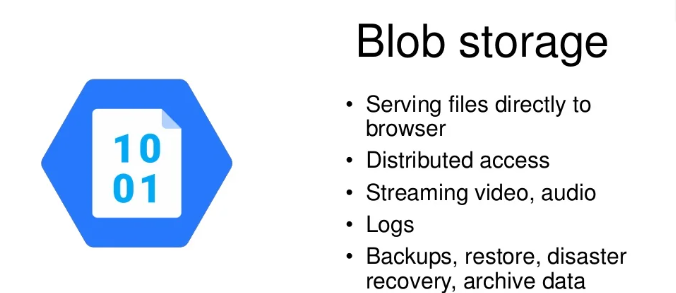 Blob storage
10
01
• Serving files directly to
browser
• Distributed access
• Streaming video, audio
• Logs
• Backups, restore, disaster
recovery, archive data